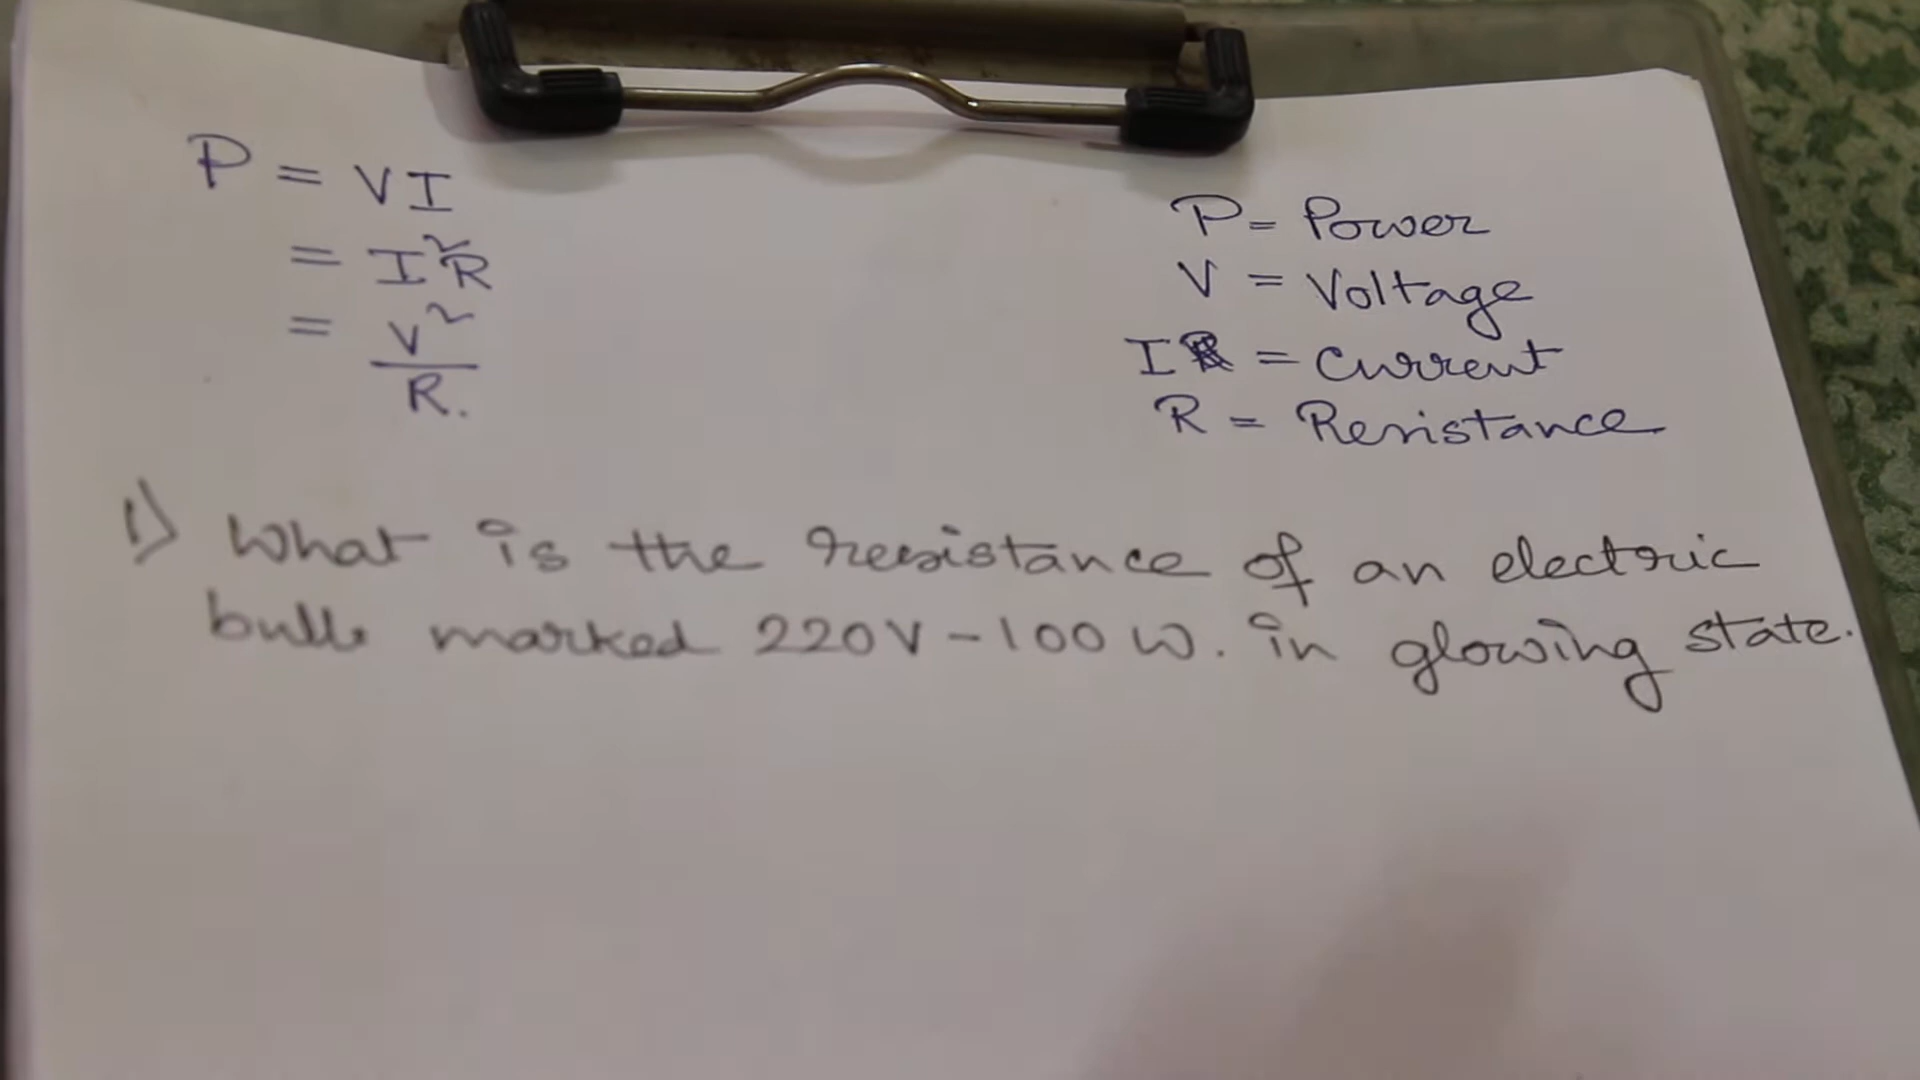 P = VI
= I²R
= V²/R.
P = Power
V = Voltage
I = Current
R = Resistance
1) What is the resistance of an electric
bulb marked 220V - 100 W. in glowing state.